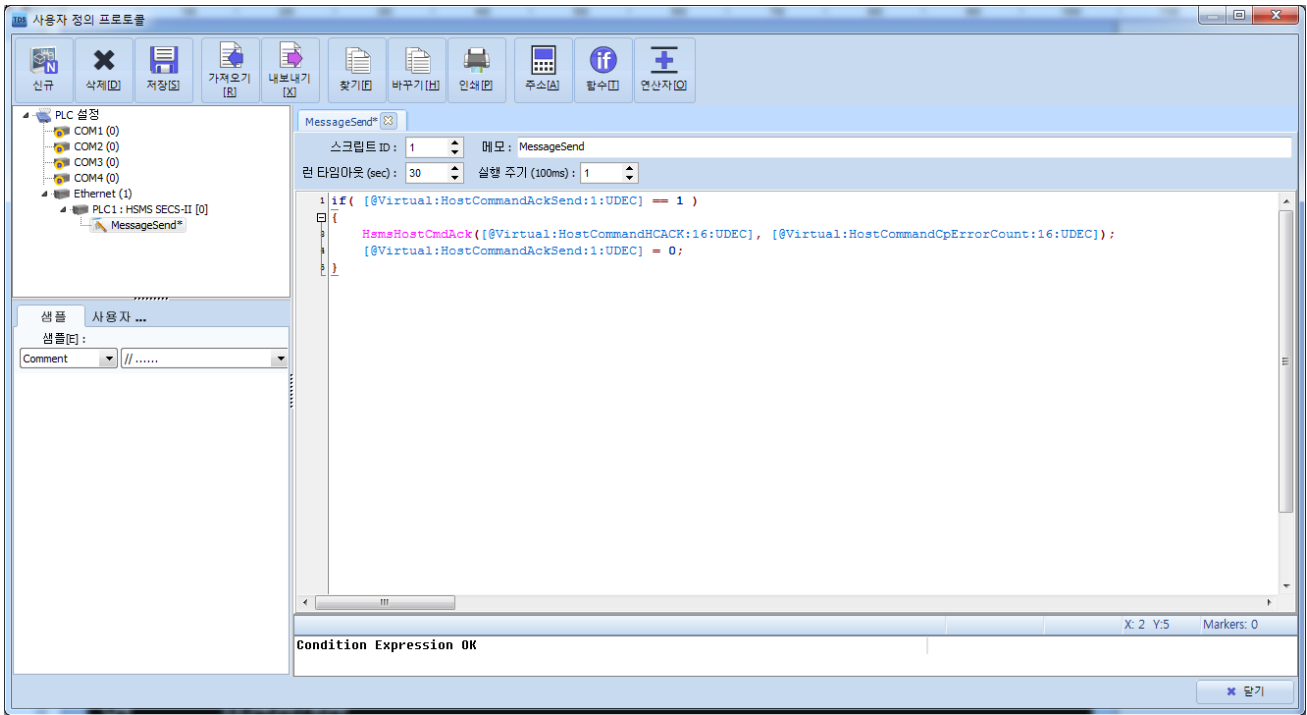 TDS 사용자 정의 프로토콜
신규
삭제[D]
저장[S]
가져오기
[R]
내보내기
[X]
찾기[F]
바꾸기[H]
인쇄[P]
주소[A]
if
함수[T]
연산자[O]
PLC 설정
COM1 (0)
COM2 (0)
COM3 (0)
COM4 (0)
Ethernet (1)
PLC1 : HSMS SECS-II [0]
MessageSend*
샘플
사용자 ...
샘플[E] :
Comment
// ......
MessageSend*
스크립트 ID : 1 메모 : MessageSend
런 타임아웃 (sec) : 30 실행 주기 (100ms) : 1
1 if( [@Virtual:HostCommandAckSend:1:UDEC] == 1 )
{
3 HsmsHostCmdAck([@Virtual:HostCommandHCACK:16:UDEC], [@Virtual:HostCommandCpErrorCount:16:UDEC]);
4 [@Virtual:HostCommandAckSend:1:UDEC] = 0;
5 }
X: 2 Y:5 Markers: 0
Condition Expression OK
닫기